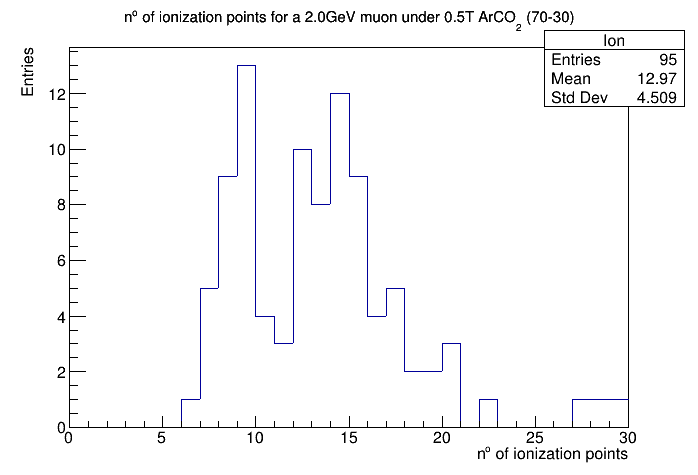 nº of ionization points for a 2.0GeV muon under 0.5T ArCO₂ (70-30)
Ion
Entries 95
Mean 12.97
Std Dev 4.509
Entries
12
10
8
6
4
2
0
0 5 10 15 20 25 30
nº of ionization points